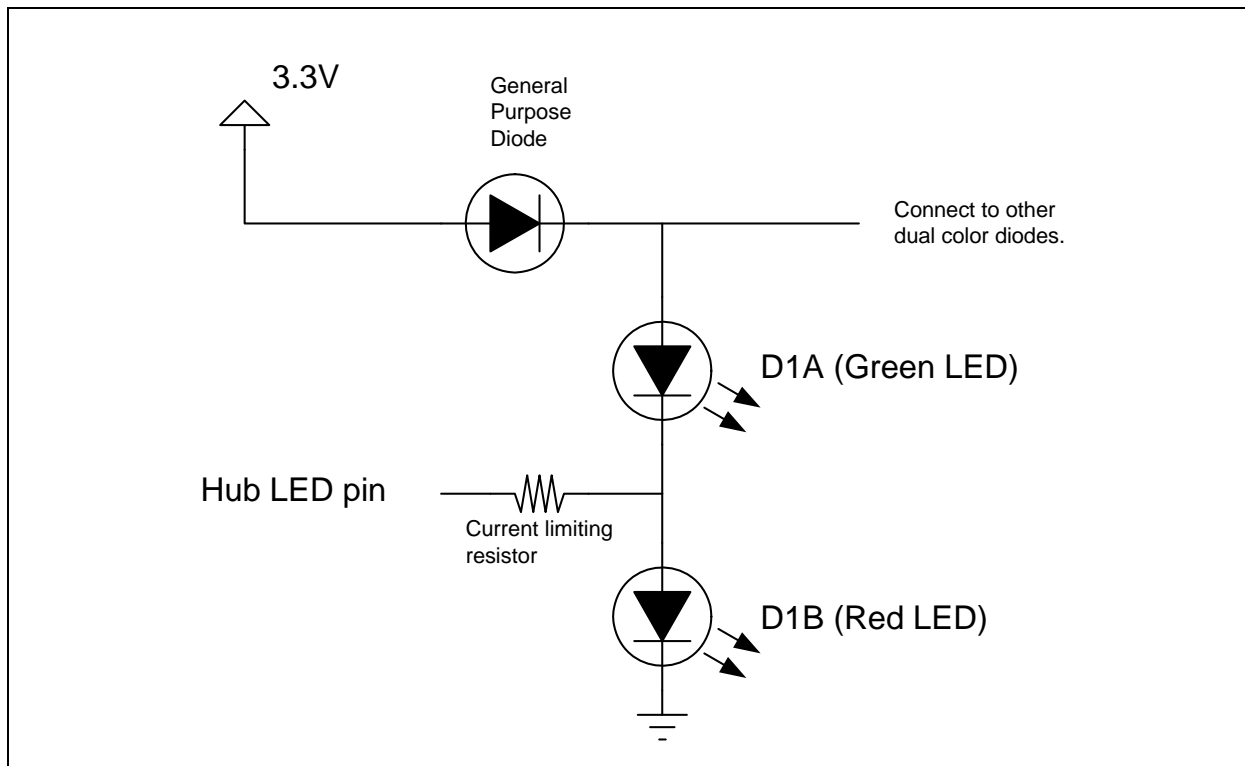 3.3V
General
Purpose
Diode
Connect to other
dual color diodes.
D1A (Green LED)
Hub LED pin
Current limiting
resistor
D1B (Red LED)